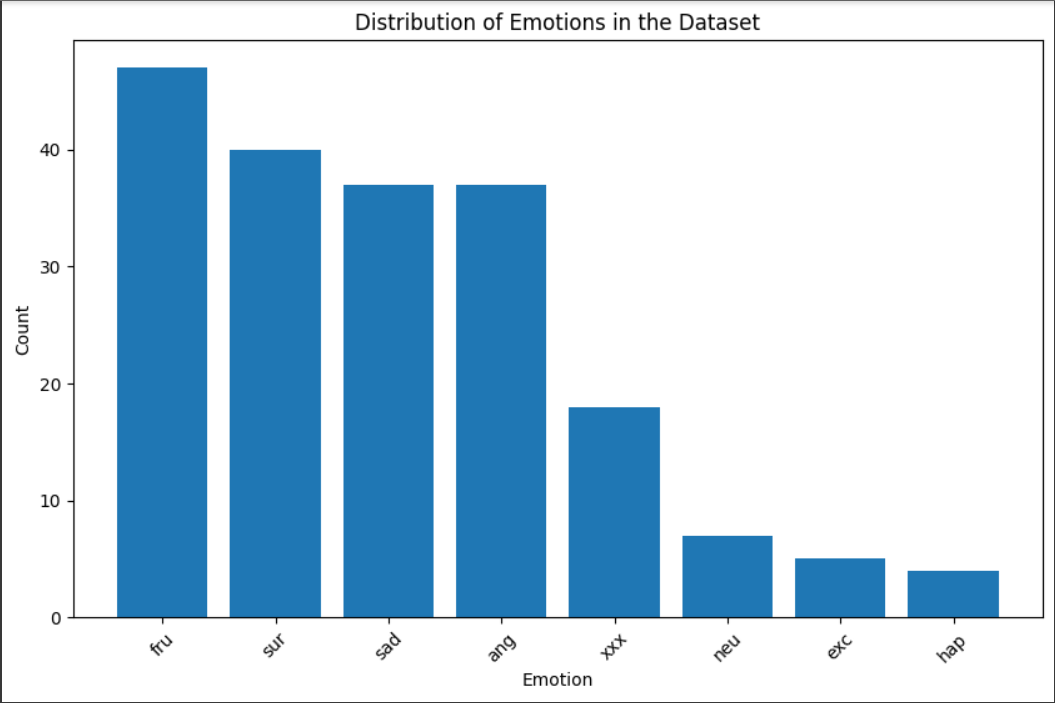 Distribution of Emotions in the Dataset
Count
40
30
20
10
0
fru sur sad ang xxx neu exc hap
Emotion